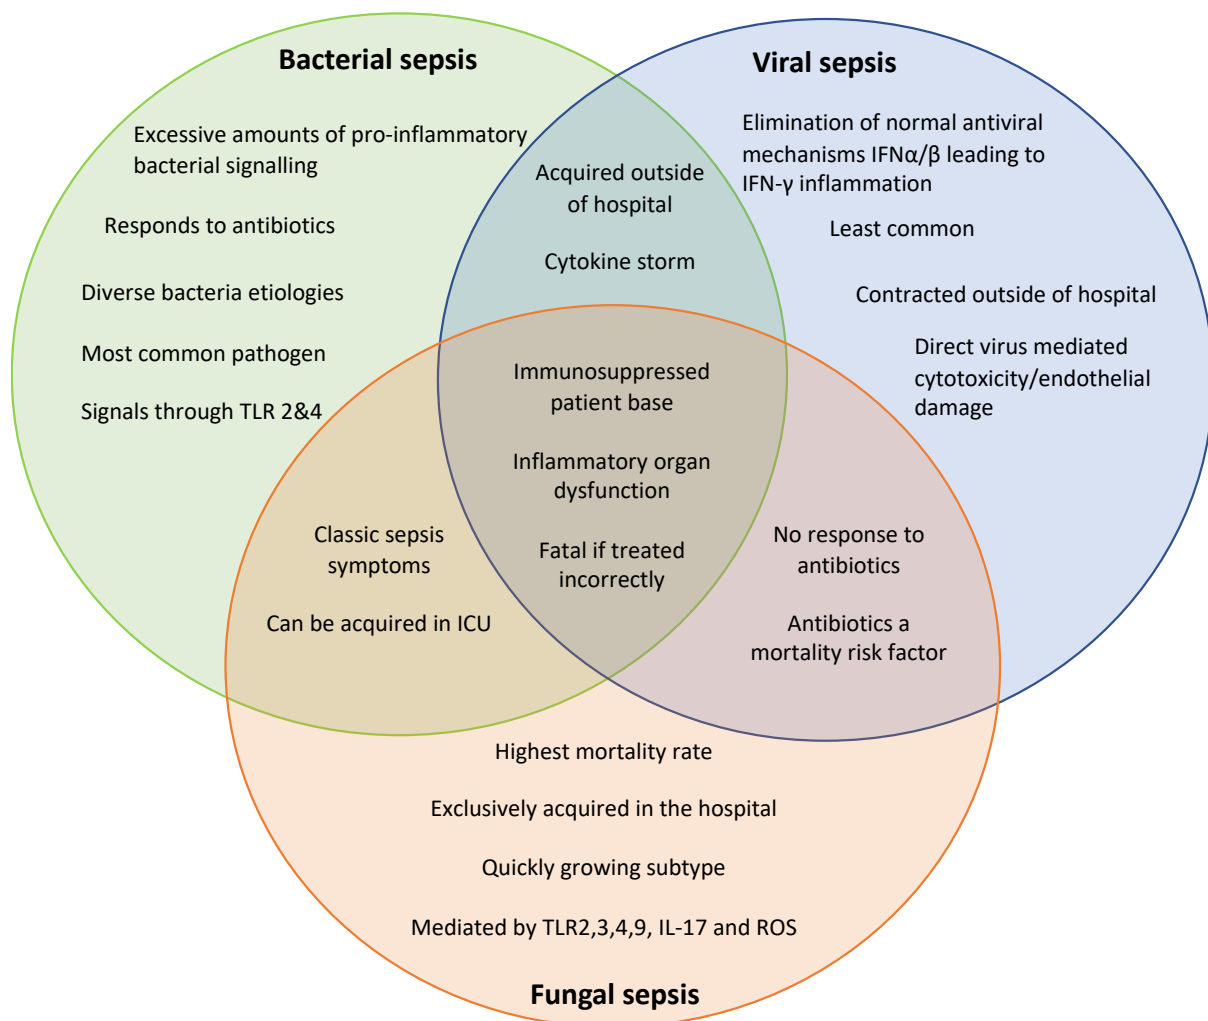 Bacterial sepsis
Excessive amounts of pro-inflammatory
bacterial signalling
Responds to antibiotics
Diverse bacteria etiologies
Most common pathogen
Signals through TLR 2&4
Viral sepsis
Elimination of normal antiviral
mechanisms IFNα/β leading to
IFN-γ inflammation
Least common
Contracted outside of hospital
Direct virus mediated
cytotoxicity/endothelial
damage
Acquired outside
of hospital
Cytokine storm
Immunosuppressed
patient base
Inflammatory organ
dysfunction
Fatal if treated
incorrectly
Classic sepsis
symptoms
Can be acquired in ICU
No response to
antibiotics
Antibiotics a
mortality risk factor
Highest mortality rate
Exclusively acquired in the hospital
Quickly growing subtype
Mediated by TLR2,3,4,9, IL-17 and ROS
Fungal sepsis